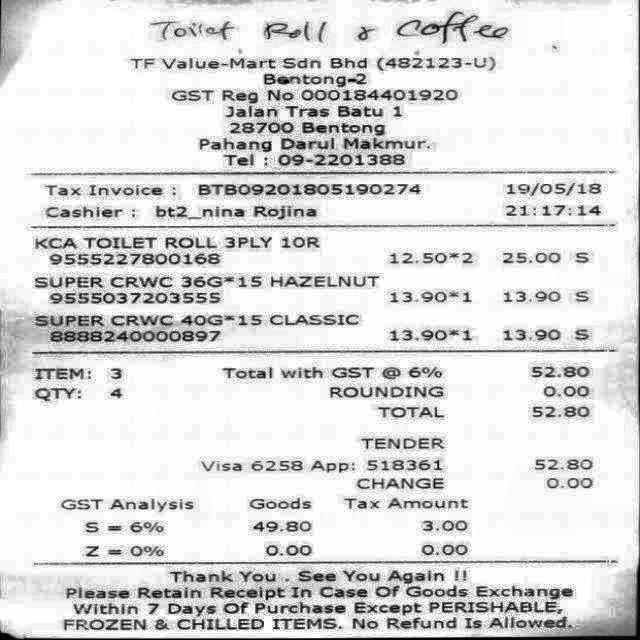 Toilet Roll & Coffee
TF Value-Mart Sdn Bhd (482123-U)
Bentong-2
GST Reg No 000184401920
Jalan Tras Batu 1
28700 Bentong
Pahang Darul Makmur.
Tel : 09-2201388
Tax Invoice : BTB09201805190274 19/05/18
Cashier : bt2_nina Rojina 21:17:14
KCA TOILET ROLL 3PLY 10R
9555227800168 12.50*2 25.00 S
SUPER CRWC 36G*15 HAZELNUT
9555037203555 13.90*1 13.90 S
SUPER CRWC 40G*15 CLASSIC
8888240000897 13.90*1 13.90 S
ITEM: 3 Total with GST @ 6% 52.80
QTY: 4 ROUNDING 0.00
TOTAL 52.80
TENDER
Visa 6258 App: 518361 52.80
CHANGE 0.00
GST Analysis Goods Tax Amount
S = 6% 49.80 3.00
Z = 0% 0.00 0.00
Thank You . See You Again !!
Please Retain Receipt In Case Of Goods Exchange
Within 7 Days Of Purchase Except PERISHABLE,
FROZEN & CHILLED ITEMS. No Refund Is Allowed.